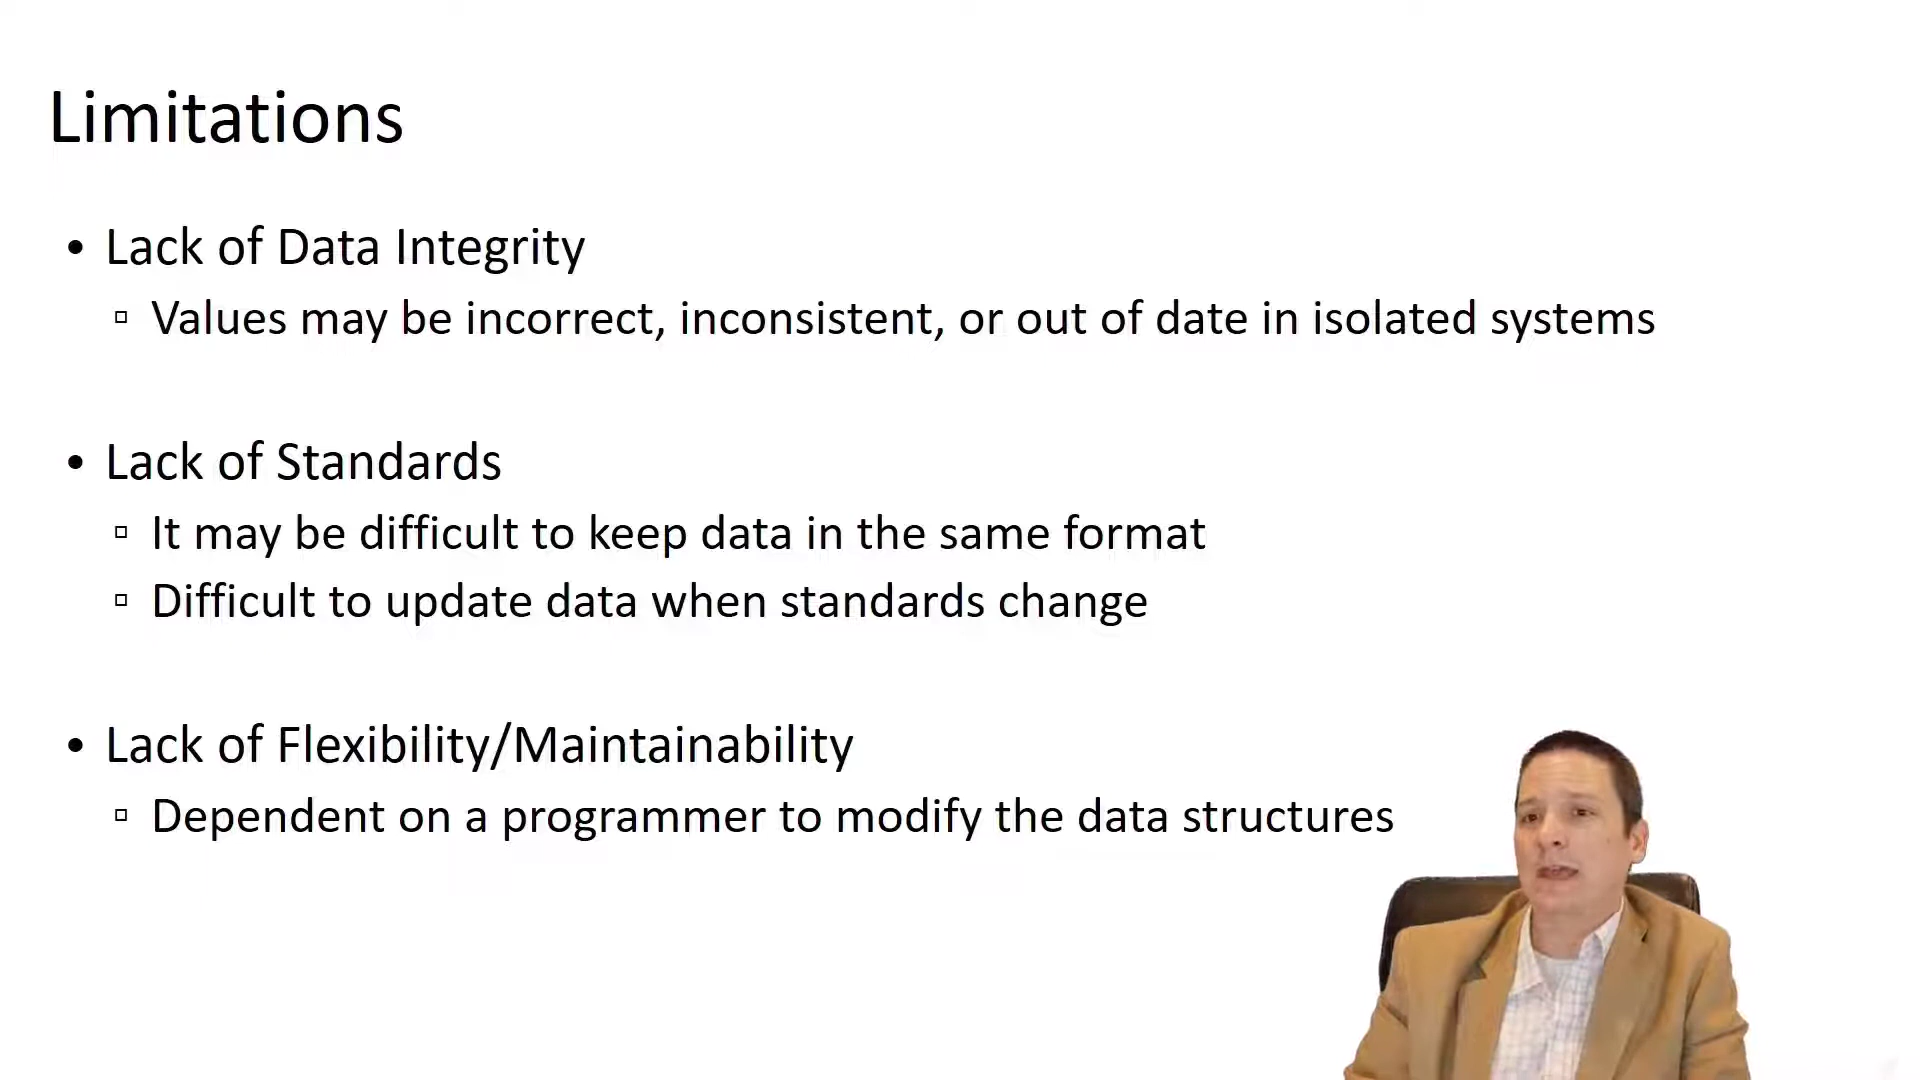 Limitations
• Lack of Data Integrity
▫ Values may be incorrect, inconsistent, or out of date in isolated systems
• Lack of Standards
▫ It may be difficult to keep data in the same format
▫ Difficult to update data when standards change
• Lack of Flexibility/Maintainability
▫ Dependent on a programmer to modify the data structures